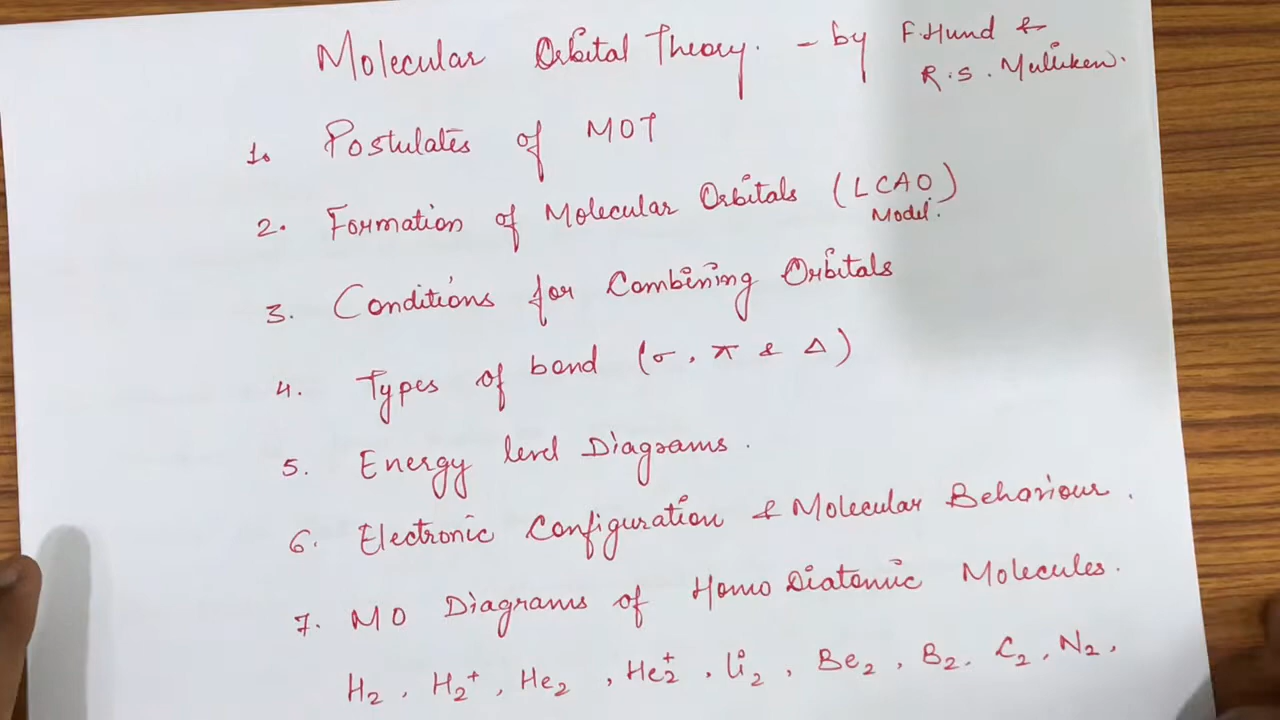 Molecular Orbital Theory. - by F.Hund &
R.S. Mulliken.
1. Postulates of MOT
2. Formation of Molecular Orbitals (LCAO)
Model.
3. Conditions for Combining Orbitals
4. Types of bond (σ, π & Δ)
5. Energy level Diagrams.
6. Electronic Configuration & Molecular Behaviour.
7. MO Diagrams of Homo Diatomic Molecules.
H₂, H₂⁺, He₂, He₂⁺, Li₂, Be₂, B₂, C₂, N₂,